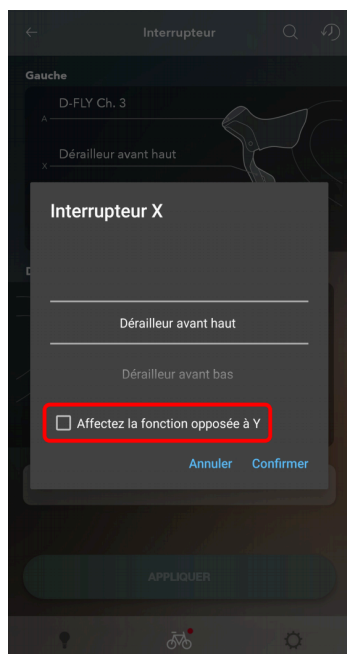 Interrupteur
Gauche
D-FLY Ch. 3
A
Dérailleur avant haut
X
Interrupteur X
Dérailleur avant haut
Dérailleur avant bas
Affectez la fonction opposée à Y
Annuler Confirmer
APPLIQUER